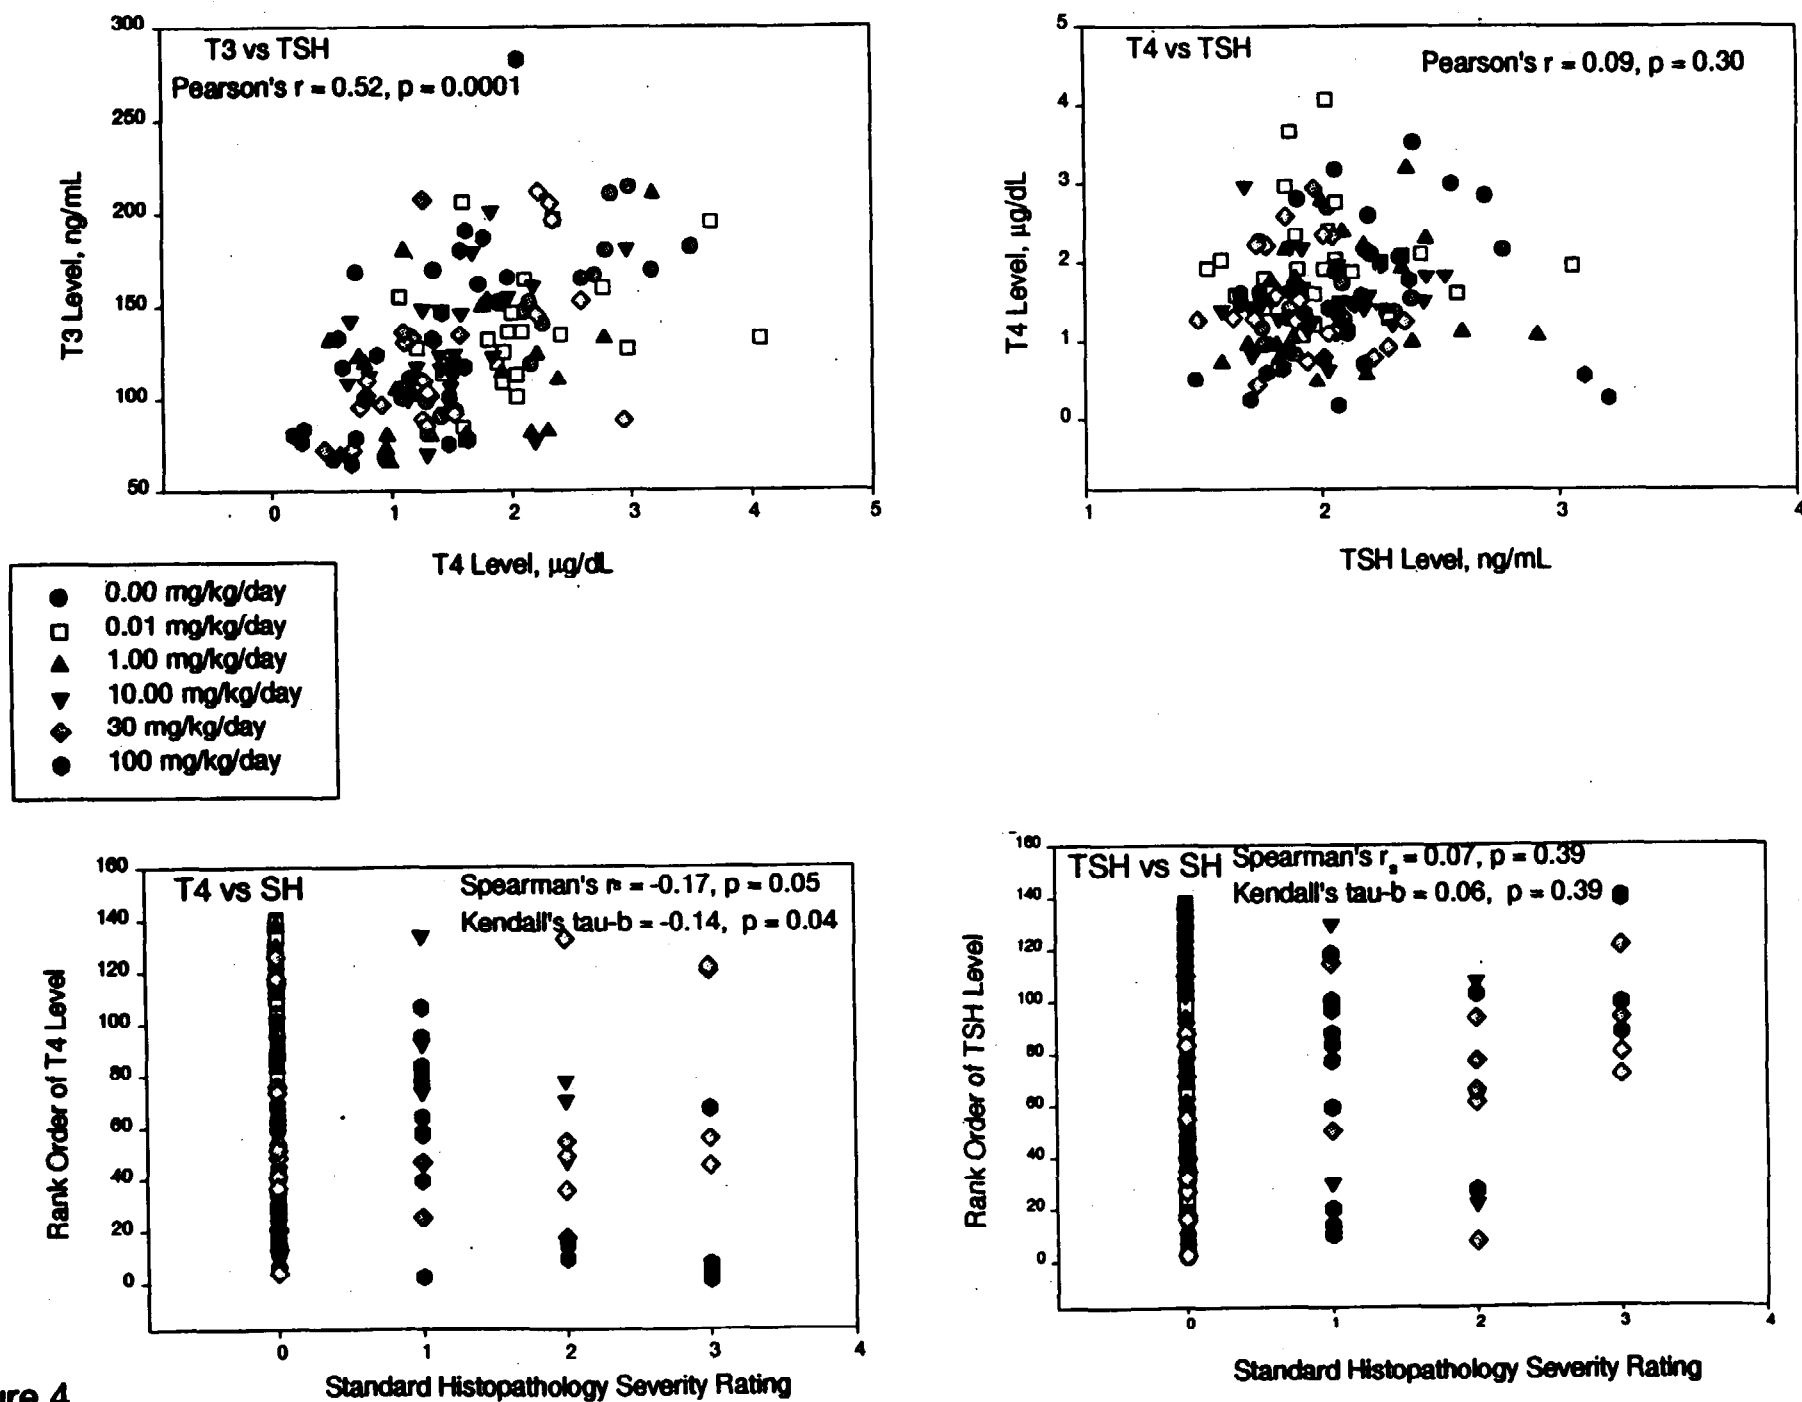 300
250
200
150
100
50
T3 Level, ng/mL
T3 vs TSH
Pearson's r = 0.52, p = 0.0001
0 1 2 3 4 5
T4 Level, µg/dL
5
4
3
2
1
0
T4 Level, µg/dL
T4 vs TSH
Pearson's r = 0.09, p = 0.30
1 2 3 4
TSH Level, ng/mL
0.00 mg/kg/day
0.01 mg/kg/day
1.00 mg/kg/day
10.00 mg/kg/day
30 mg/kg/day
100 mg/kg/day
160
140
120
100
80
60
40
20
0
Rank Order of T4 Level
T4 vs SH
Spearman's rs = -0.17, p = 0.05
Kendall's tau-b = -0.14, p = 0.04
0 1 2 3 4
Standard Histopathology Severity Rating
160
140
120
100
80
60
40
20
0
Rank Order of TSH Level
TSH vs SH
Spearman's rs = 0.07, p = 0.39
Kendall's tau-b = 0.06, p = 0.39
0 1 2 3 4
Standard Histopathology Severity Rating
ure 4